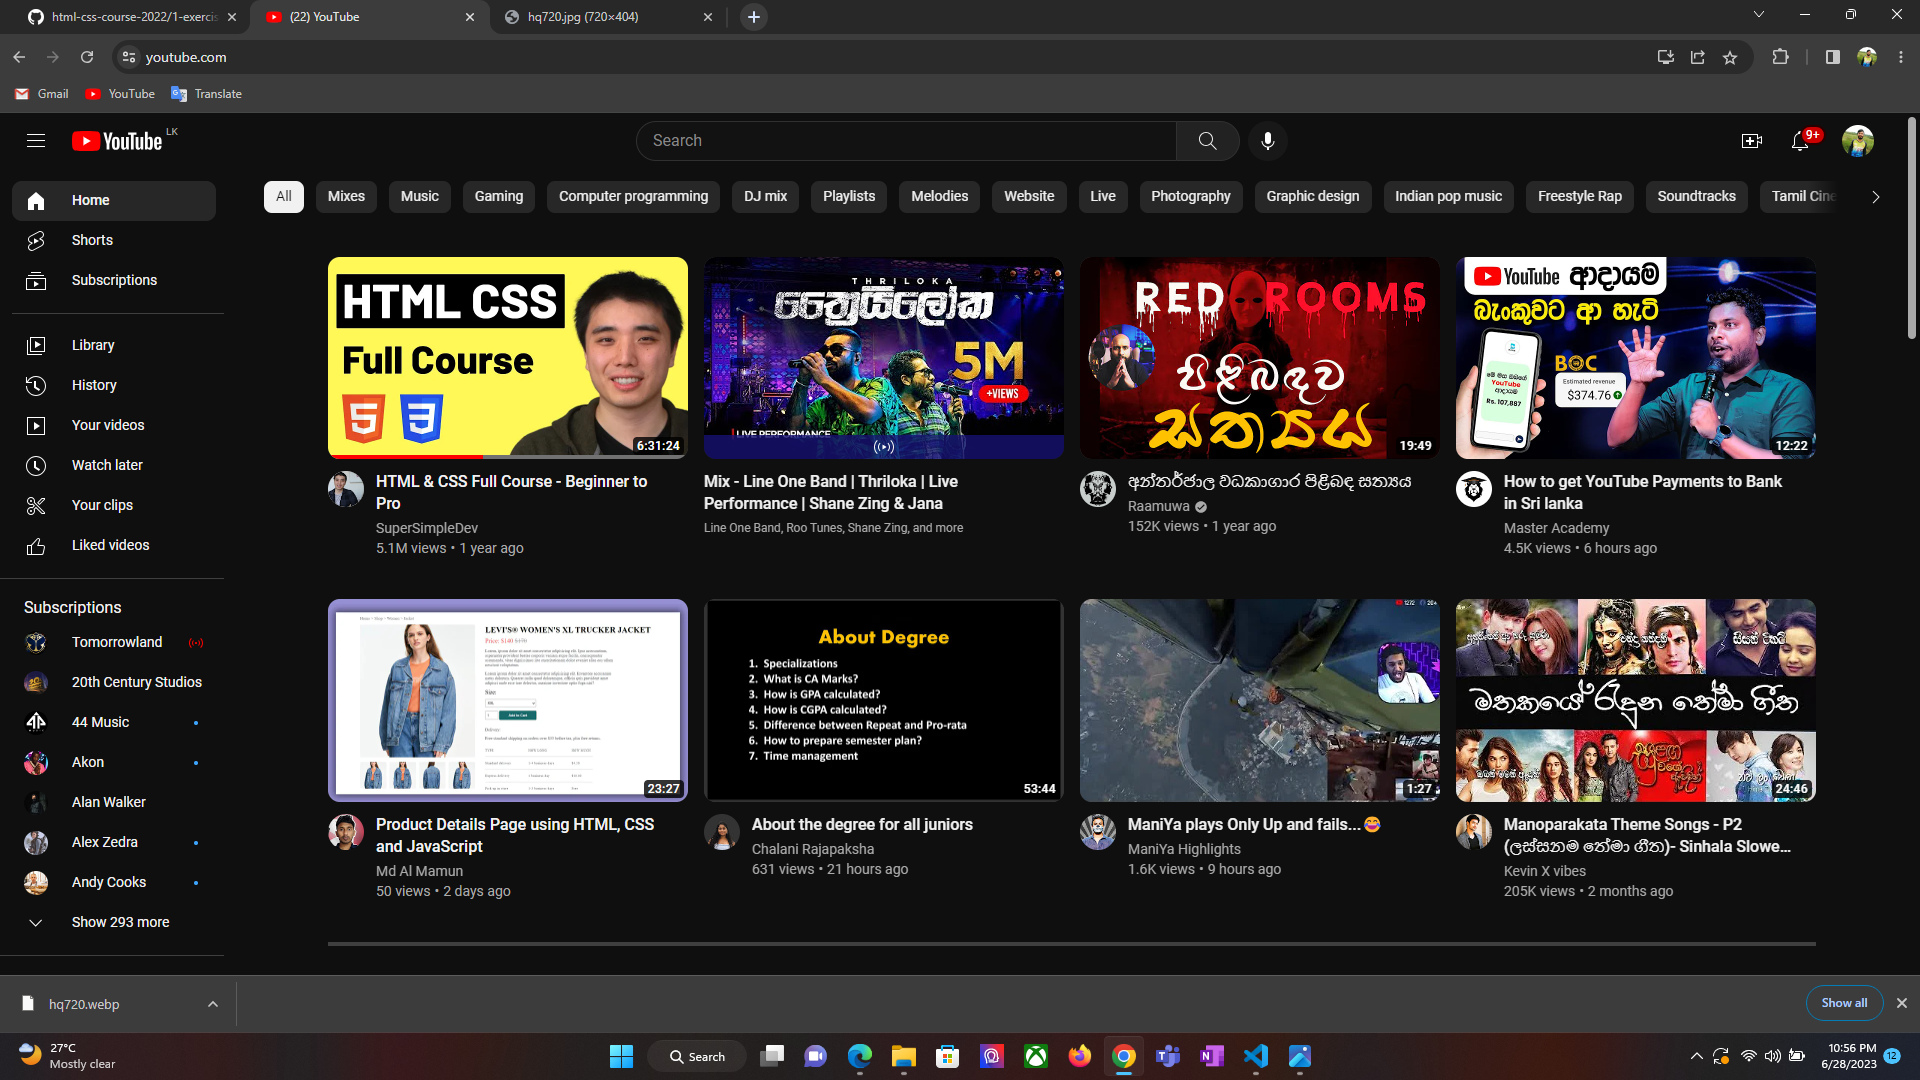 html-css-course-2022/1-exercis
(22) YouTube
hq720.jpg (720×404)
youtube.com
Gmail
YouTube
Translate
YouTube LK
Search
9+
Home
Shorts
Subscriptions
Library
History
Your videos
Watch later
Your clips
Liked videos
Subscriptions
Tomorrowland
20th Century Studios
44 Music
Akon
Alan Walker
Alex Zedra
Andy Cooks
Show 293 more
All
Mixes
Music
Gaming
Computer programming
DJ mix
Playlists
Melodies
Website
Live
Photography
Graphic design
Indian pop music
Freestyle Rap
Soundtracks
Tamil Cine
HTML CSS
Full Course
5 3
6:31:24
HTML & CSS Full Course - Beginner to
Pro
SuperSimpleDev
5.1M views • 1 year ago
THRILOKA
ත්‍රෛයිලෝක
5M
+VIEWS
LIVE PERFORMANCE
Mix - Line One Band | Thriloka | Live
Performance | Shane Zing & Jana
Line One Band, Roo Tunes, Shane Zing, and more
RED ROOMS
පිළිබඳව
සත්‍යය
19:49
අන්තර්ජාල වධකාගාර පිළිබඳ සත්‍යය
Raamuwa
152K views • 1 year ago
YouTube ආදායම
බැංකුවට ආ හැටි
BOC
Estimated revenue
$374.76
YouTube
ආදායම
Rs. 107,887
12:22
How to get YouTube Payments to Bank
in Sri lanka
Master Academy
4.5K views • 6 hours ago
LEVI'S® WOMEN'S XL TRUCKER JACKET
Price: $140 $170
Size:
Add to Cart
23:27
Product Details Page using HTML, CSS
and JavaScript
Md Al Mamun
50 views • 2 days ago
About Degree
1. Specializations
2. What is CA Marks?
3. How is GPA calculated?
4. How is CGPA calculated?
5. Difference between Repeat and Pro-rata
6. How to prepare semester plan?
7. Time management
53:44
About the degree for all juniors
Chalani Rajapaksha
631 views • 21 hours ago
1:27
ManiYa plays Only Up and fails...😂
ManiYa Highlights
1.6K views • 9 hours ago
මතකයේ රැඳුන තේමා ගීත
24:46
Manoparakata Theme Songs - P2
(ලස්සනම තේමා ගීත)- Sinhala Slowe...
Kevin X vibes
205K views • 2 months ago
hq720.webp
Show all
27°C
Mostly clear
Search
10:56 PM
6/28/2023
12